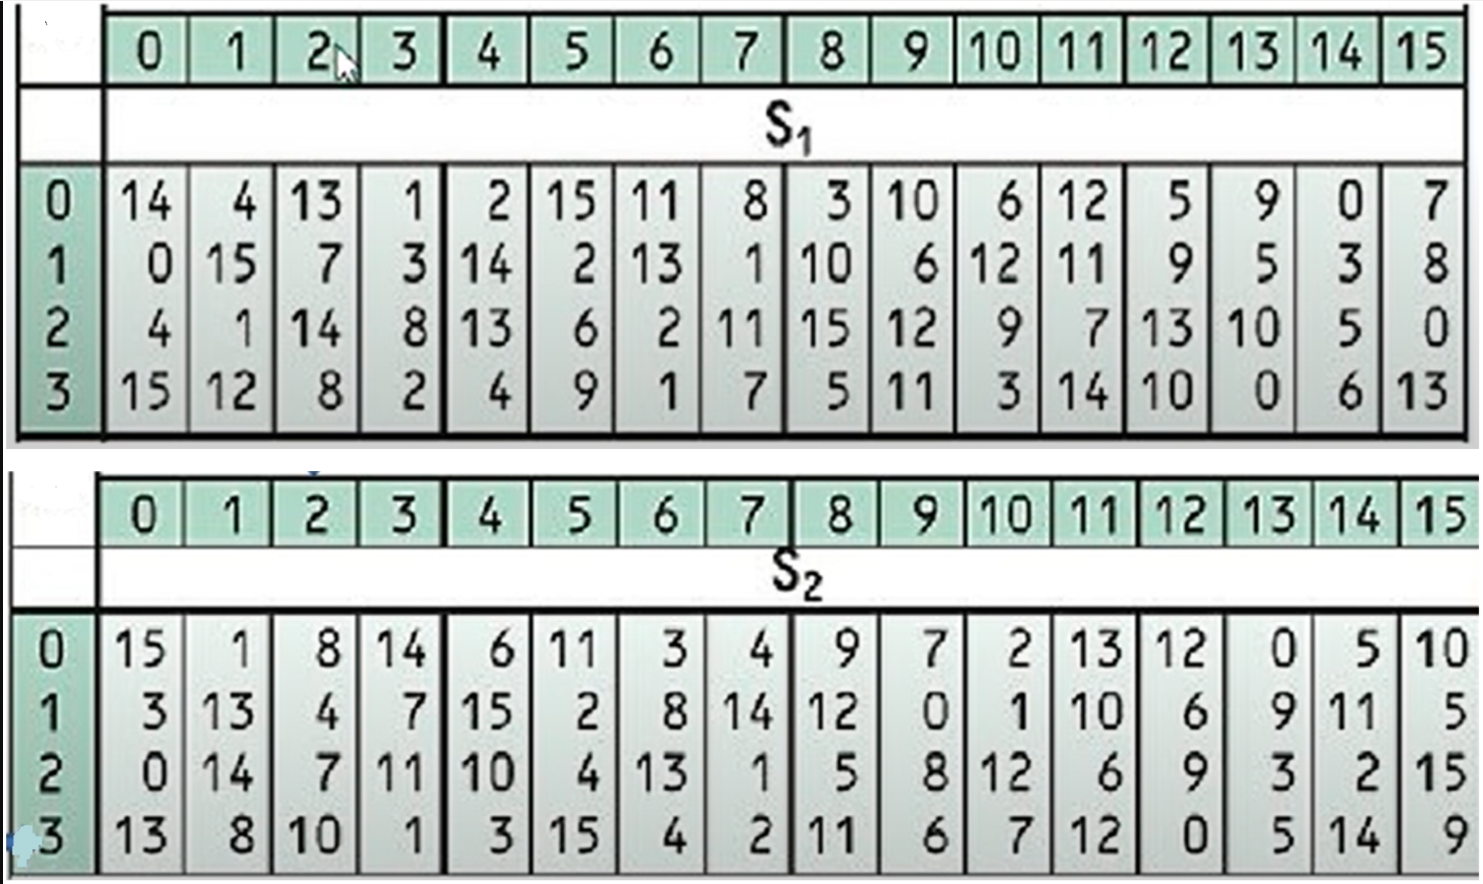 0 1 2 3 4 5 6 7 8 9 10 11 12 13 14 15
S₁
0 14 4 13 1 2 15 11 8 3 10 6 12 5 9 0 7
1 0 15 7 3 14 2 13 1 10 6 12 11 9 5 3 8
2 4 1 14 8 13 6 2 11 15 12 9 7 13 10 5 0
3 15 12 8 2 4 9 1 7 5 11 3 14 10 0 6 13
0 1 2 3 4 5 6 7 8 9 10 11 12 13 14 15
S₂
0 15 1 8 14 6 11 3 4 9 7 2 13 12 0 5 10
1 3 13 4 7 15 2 8 14 12 0 1 10 6 9 11 5
2 0 14 7 11 10 4 13 1 5 8 12 6 9 3 2 15
3 13 8 10 1 3 15 4 2 11 6 7 12 0 5 14 9